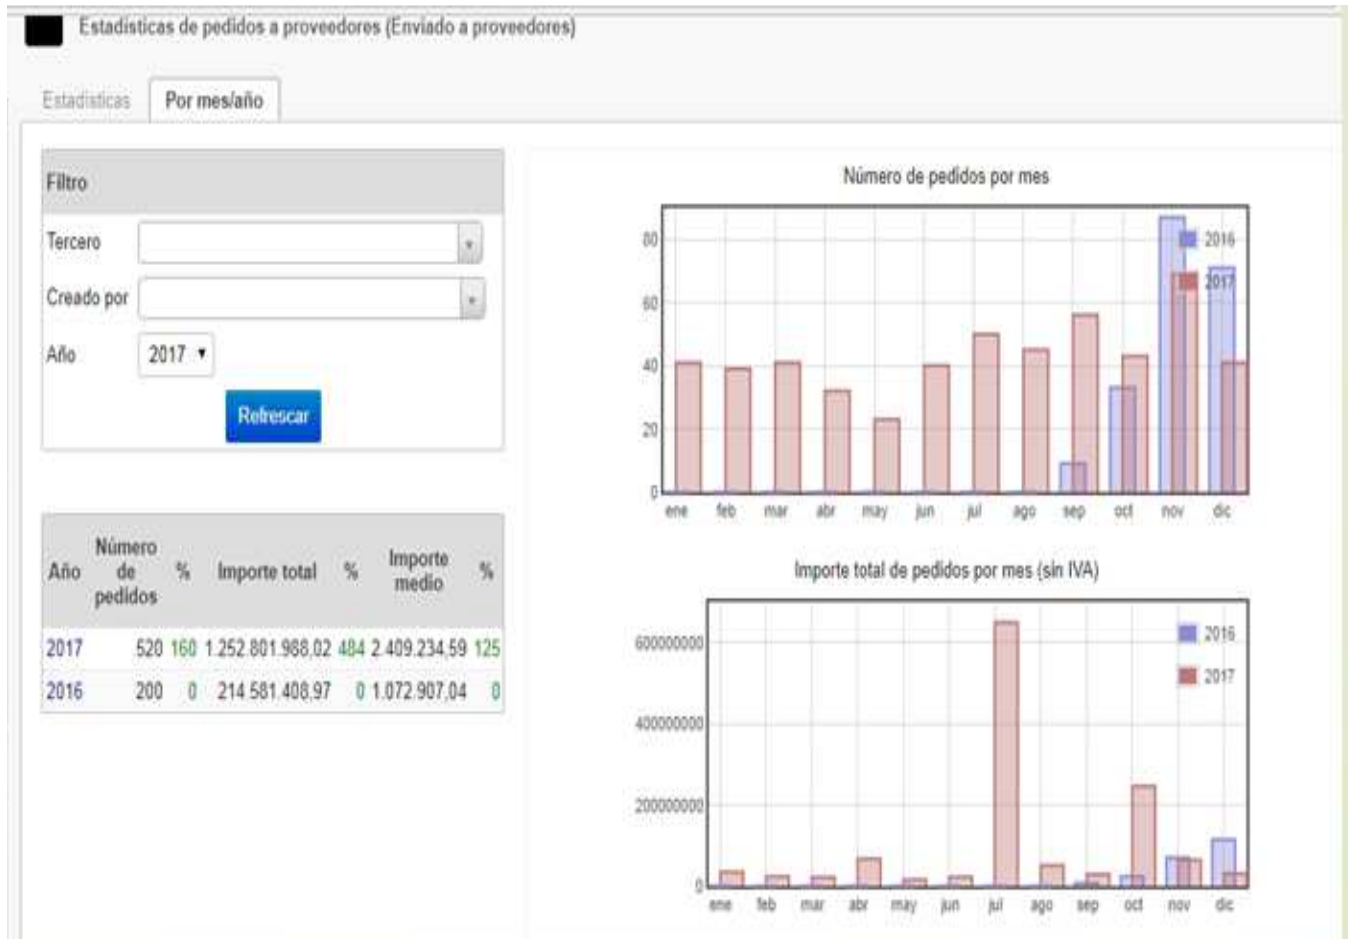 Estadísticas de pedidos a proveedores (Enviado a proveedores)
Estadísticas Por mes/año
Filtro
Tercero
Creado por
Año 2017
Refrescar
Año Número de pedidos % Importe total % Importe medio %
2017 520 160 1.252.801.988,02 484 2.409.234,59 125
2016 200 0 214.581.408,97 0 1.072.907,04 0
Número de pedidos por mes
80
60
40
20
0
2016
2017
ene feb mar abr may jun jul ago sep oct nov dic
Importe total de pedidos por mes (sin IVA)
600000000
400000000
200000000
0
2016
2017
ene feb mar abr may jun jul ago sep oct nov dic